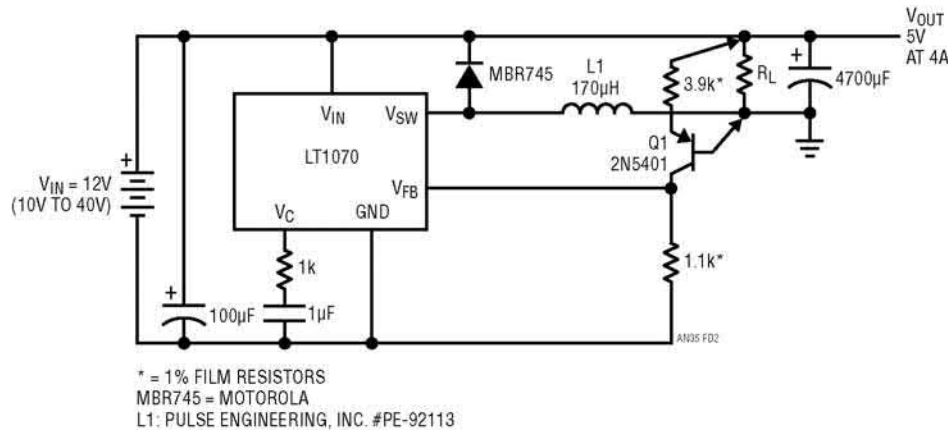 VOUT
5V
AT 4A
MBR745
L1
170µH
3.9k*
RL
4700µF
VIN
VSW
LT1070
Q1
2N5401
VIN = 12V
(10V TO 40V)
VFB
VC
GND
1k
1.1k*
100µF
1µF
AN35 FD2
* = 1% FILM RESISTORS
MBR745 = MOTOROLA
L1: PULSE ENGINEERING, INC. #PE-92113